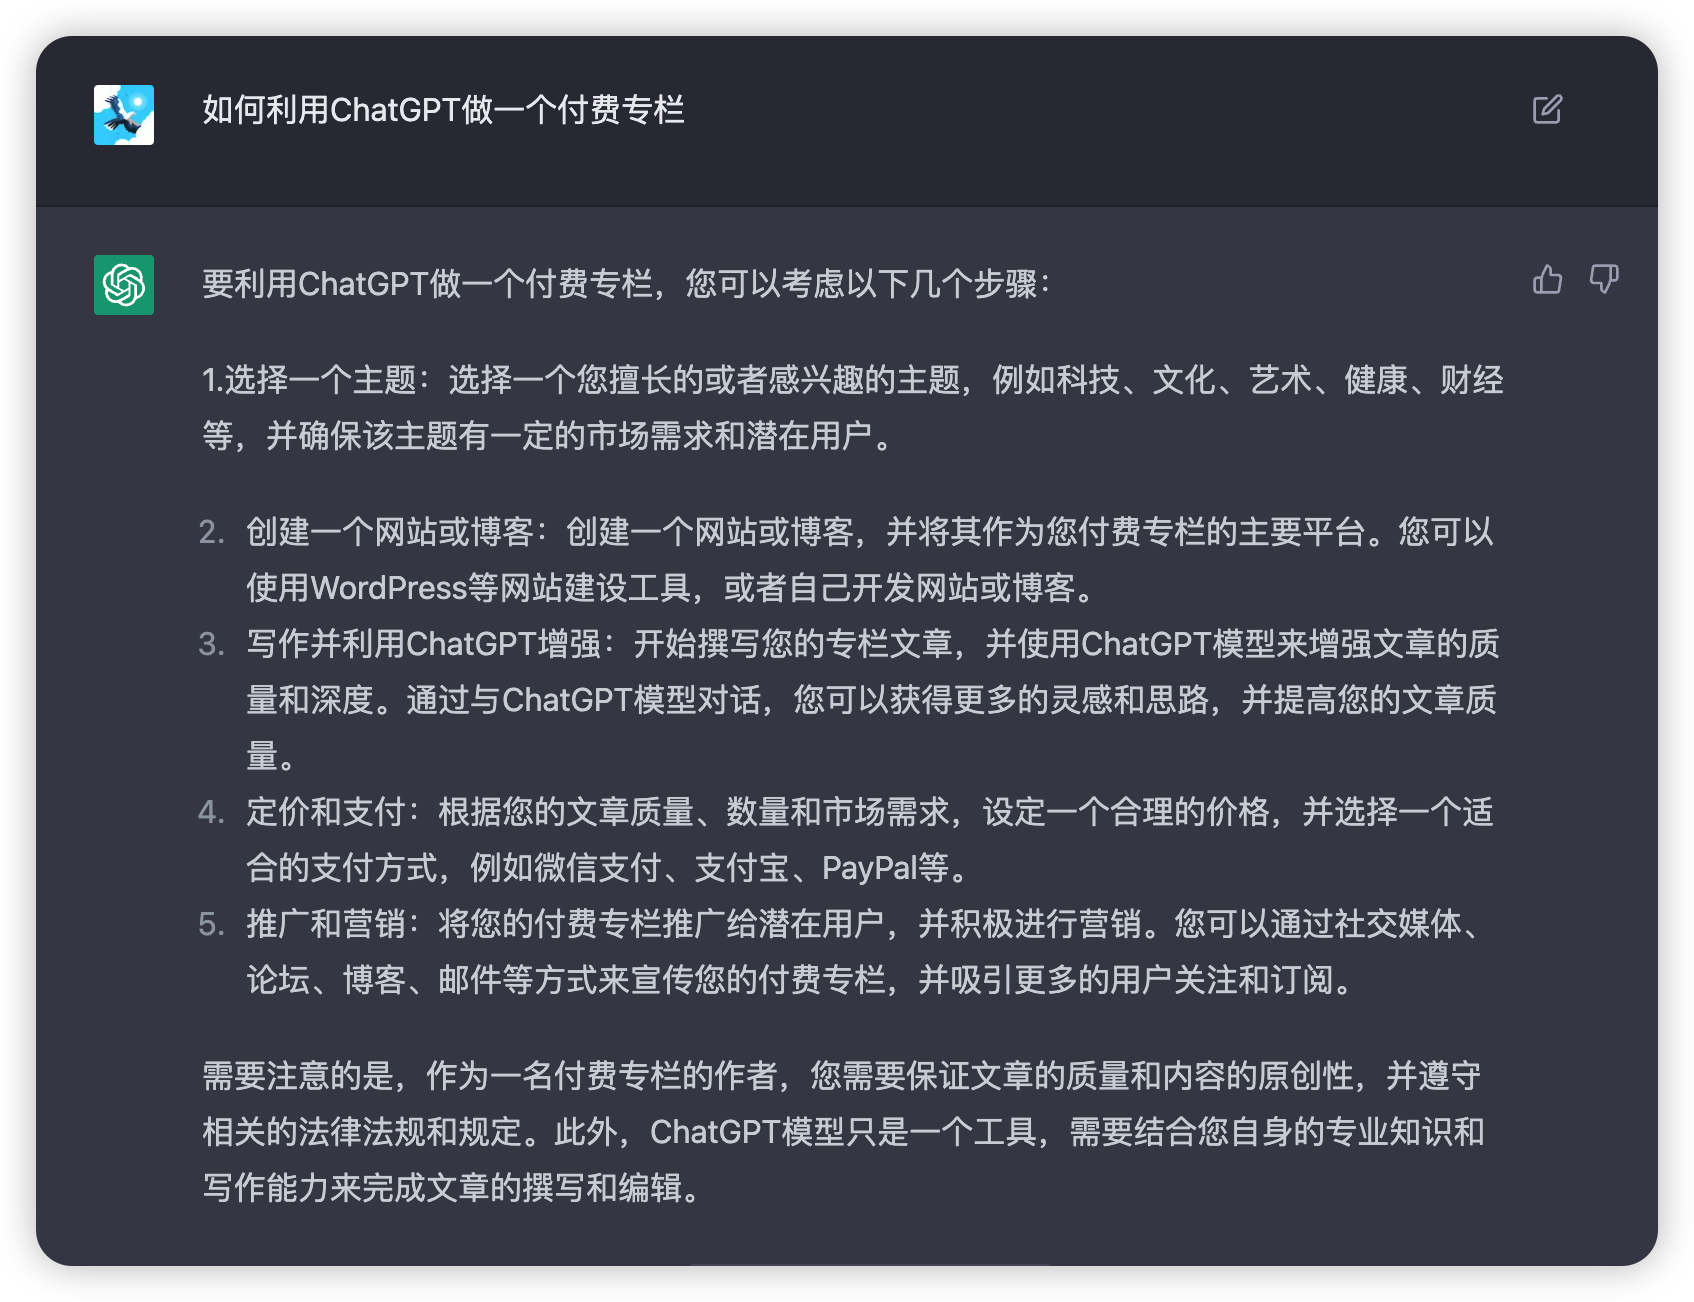 如何利用ChatGPT做一个付费专栏
要利用ChatGPT做一个付费专栏，您可以考虑以下几个步骤：
1.选择一个主题：选择一个您擅长的或者感兴趣的主题，例如科技、文化、艺术、健康、财经
等，并确保该主题有一定的市场需求和潜在用户。
2. 创建一个网站或博客：创建一个网站或博客，并将其作为您付费专栏的主要平台。您可以
使用WordPress等网站建设工具，或者自己开发网站或博客。
3. 写作并利用ChatGPT增强：开始撰写您的专栏文章，并使用ChatGPT模型来增强文章的质
量和深度。通过与ChatGPT模型对话，您可以获得更多的灵感和思路，并提高您的文章质
量。
4. 定价和支付：根据您的文章质量、数量和市场需求，设定一个合理的价格，并选择一个适
合的支付方式，例如微信支付、支付宝、PayPal等。
5. 推广和营销：将您的付费专栏推广给潜在用户，并积极进行营销。您可以通过社交媒体、
论坛、博客、邮件等方式来宣传您的付费专栏，并吸引更多的用户关注和订阅。
需要注意的是，作为一名付费专栏的作者，您需要保证文章的质量和内容的原创性，并遵守
相关的法律法规和规定。此外，ChatGPT模型只是一个工具，需要结合您自身的专业知识和
写作能力来完成文章的撰写和编辑。